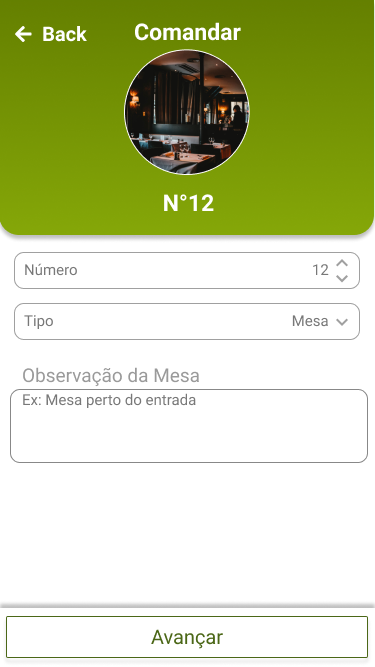 Back
Comandar
N°12
Número
12
Tipo
Mesa
Observação da Mesa
Ex: Mesa perto do entrada
Avançar